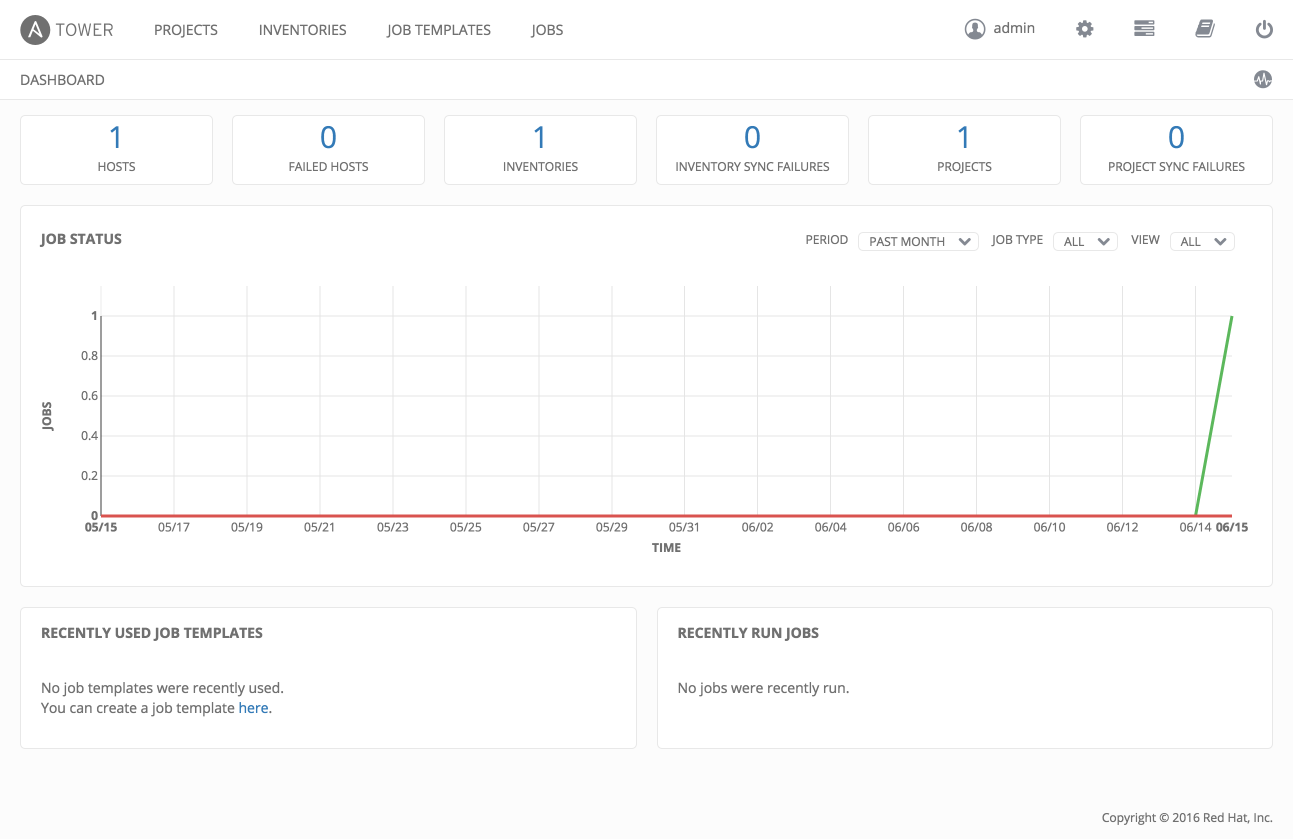 A TOWER PROJECTS INVENTORIES JOB TEMPLATES JOBS admin
DASHBOARD
1 0 1 0 1 0
HOSTS FAILED HOSTS INVENTORIES INVENTORY SYNC FAILURES PROJECTS PROJECT SYNC FAILURES
JOB STATUS PERIOD PAST MONTH JOB TYPE ALL VIEW ALL
1
0.8
0.6
0.4
0.2
0
JOBS
05/15 05/17 05/19 05/21 05/23 05/25 05/27 05/29 05/31 06/02 06/04 06/06 06/08 06/10 06/12 06/14 06/15
TIME
RECENTLY USED JOB TEMPLATES
No job templates were recently used.
You can create a job template here.
RECENTLY RUN JOBS
No jobs were recently run.
Copyright © 2016 Red Hat, Inc.